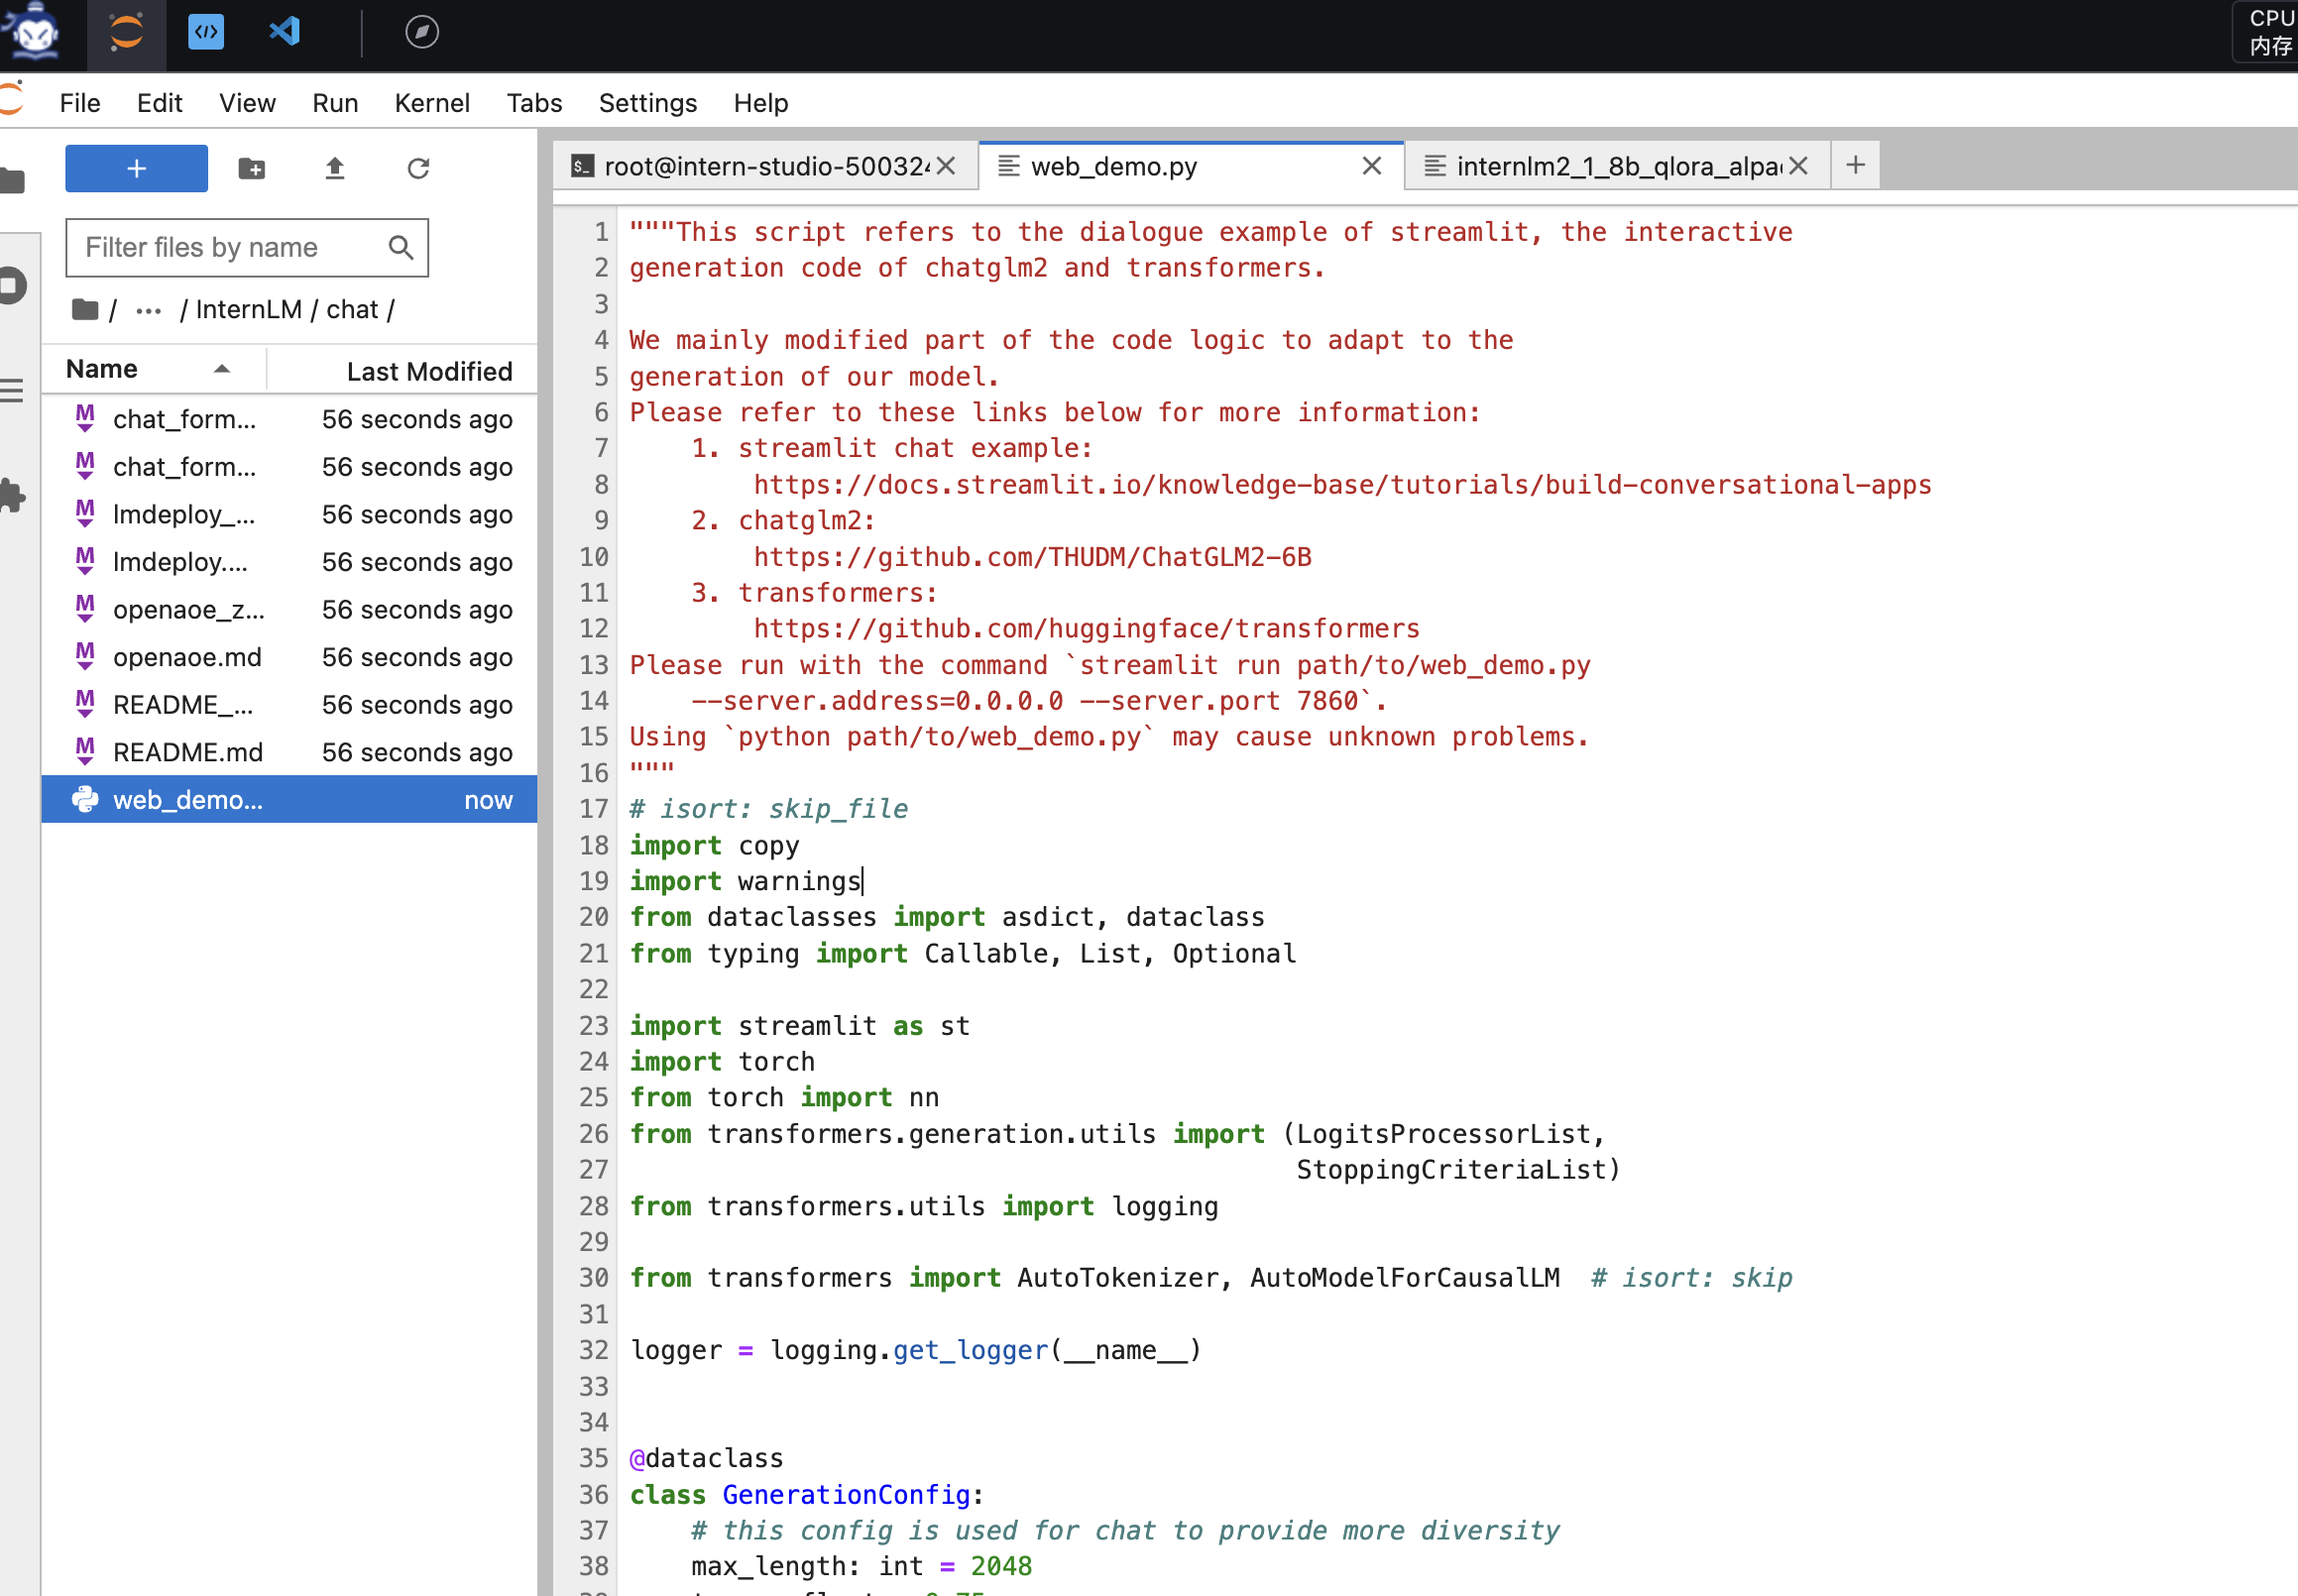 CPU
内存
File Edit View Run Kernel Tabs Settings Help
root@intern-studio-50032
web_demo.py
internlm2_1_8b_qlora_alpa
Filter files by name
/ ... / InternLM / chat /
Name Last Modified
chat_form... 56 seconds ago
chat_form... 56 seconds ago
lmdeploy_... 56 seconds ago
lmdeploy.... 56 seconds ago
openaoe_z... 56 seconds ago
openaoe.md 56 seconds ago
README_... 56 seconds ago
README.md 56 seconds ago
web_demo... now
1 """This script refers to the dialogue example of streamlit, the interactive
2 generation code of chatglm2 and transformers.
3
4 We mainly modified part of the code logic to adapt to the
5 generation of our model.
6 Please refer to these links below for more information:
7     1. streamlit chat example:
8         https://docs.streamlit.io/knowledge-base/tutorials/build-conversational-apps
9     2. chatglm2:
10         https://github.com/THUDM/ChatGLM2-6B
11     3. transformers:
12         https://github.com/huggingface/transformers
13 Please run with the command `streamlit run path/to/web_demo.py
14     --server.address=0.0.0.0 --server.port 7860`.
15 Using `python path/to/web_demo.py` may cause unknown problems.
16 """
17 # isort: skip_file
18 import copy
19 import warnings
20 from dataclasses import asdict, dataclass
21 from typing import Callable, List, Optional
22
23 import streamlit as st
24 import torch
25 from torch import nn
26 from transformers.generation.utils import (LogitsProcessorList,
27                                            StoppingCriteriaList)
28 from transformers.utils import logging
29
30 from transformers import AutoTokenizer, AutoModelForCausalLM  # isort: skip
31
32 logger = logging.get_logger(__name__)
33
34
35 @dataclass
36 class GenerationConfig:
37     # this config is used for chat to provide more diversity
38     max_length: int = 2048